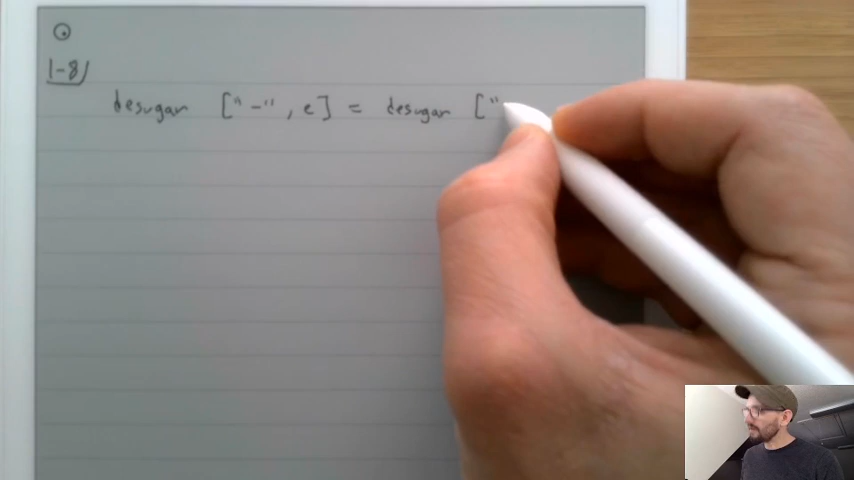 1-8/
desugar ["-", e] = desugar ["